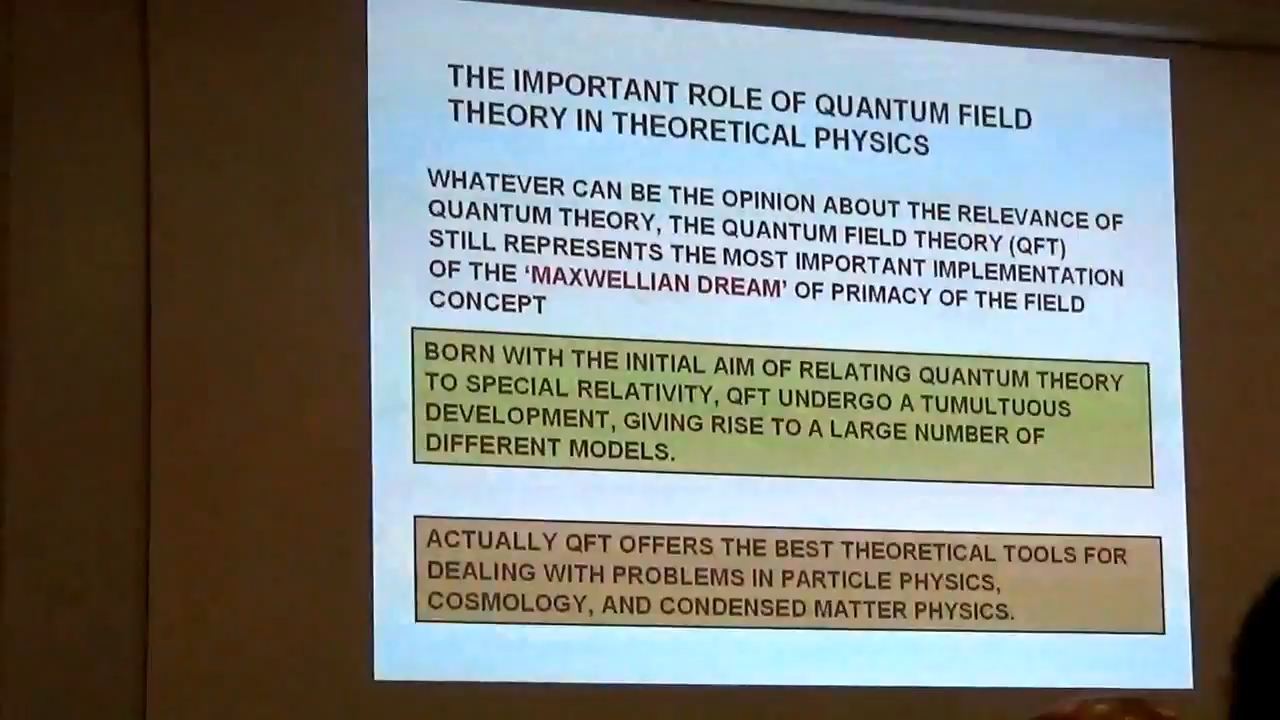 THE IMPORTANT ROLE OF QUANTUM FIELD
THEORY IN THEORETICAL PHYSICS
WHATEVER CAN BE THE OPINION ABOUT THE RELEVANCE OF
QUANTUM THEORY, THE QUANTUM FIELD THEORY (QFT)
STILL REPRESENTS THE MOST IMPORTANT IMPLEMENTATION
OF THE ‘MAXWELLIAN DREAM’ OF PRIMACY OF THE FIELD
CONCEPT
BORN WITH THE INITIAL AIM OF RELATING QUANTUM THEORY
TO SPECIAL RELATIVITY, QFT UNDERGO A TUMULTUOUS
DEVELOPMENT, GIVING RISE TO A LARGE NUMBER OF
DIFFERENT MODELS.
ACTUALLY QFT OFFERS THE BEST THEORETICAL TOOLS FOR
DEALING WITH PROBLEMS IN PARTICLE PHYSICS,
COSMOLOGY, AND CONDENSED MATTER PHYSICS.